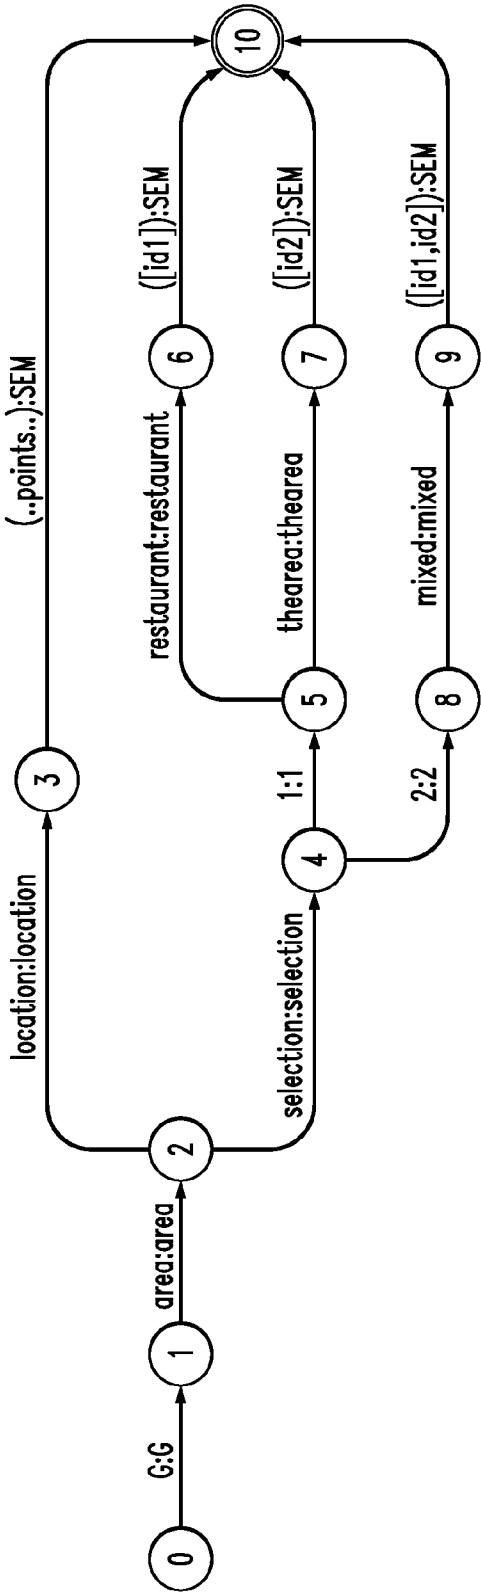 0
G:G
1
area:area
2
location:location
3
(..points..):SEM
selection:selection
4
1:1
5
restaurant:restaurant
6
([id1]):SEM
thearea:thearea
7
([id2]):SEM
2:2
8
mixed:mixed
9
([id1,id2]):SEM
10